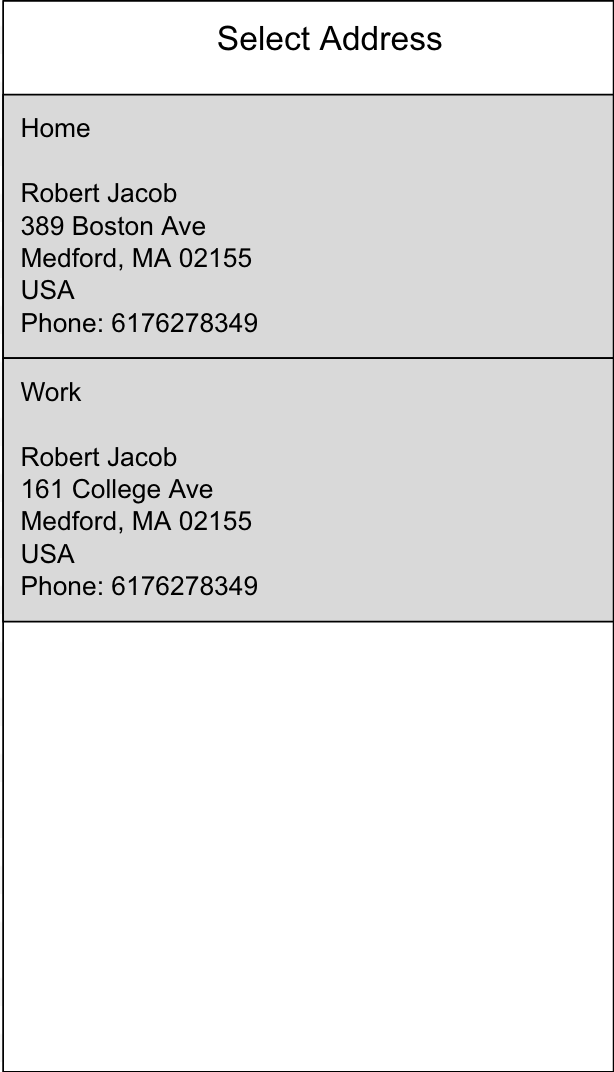 Select Address
Home
Robert Jacob
389 Boston Ave
Medford, MA 02155
USA
Phone: 6176278349
Work
Robert Jacob
161 College Ave
Medford, MA 02155
USA
Phone: 6176278349